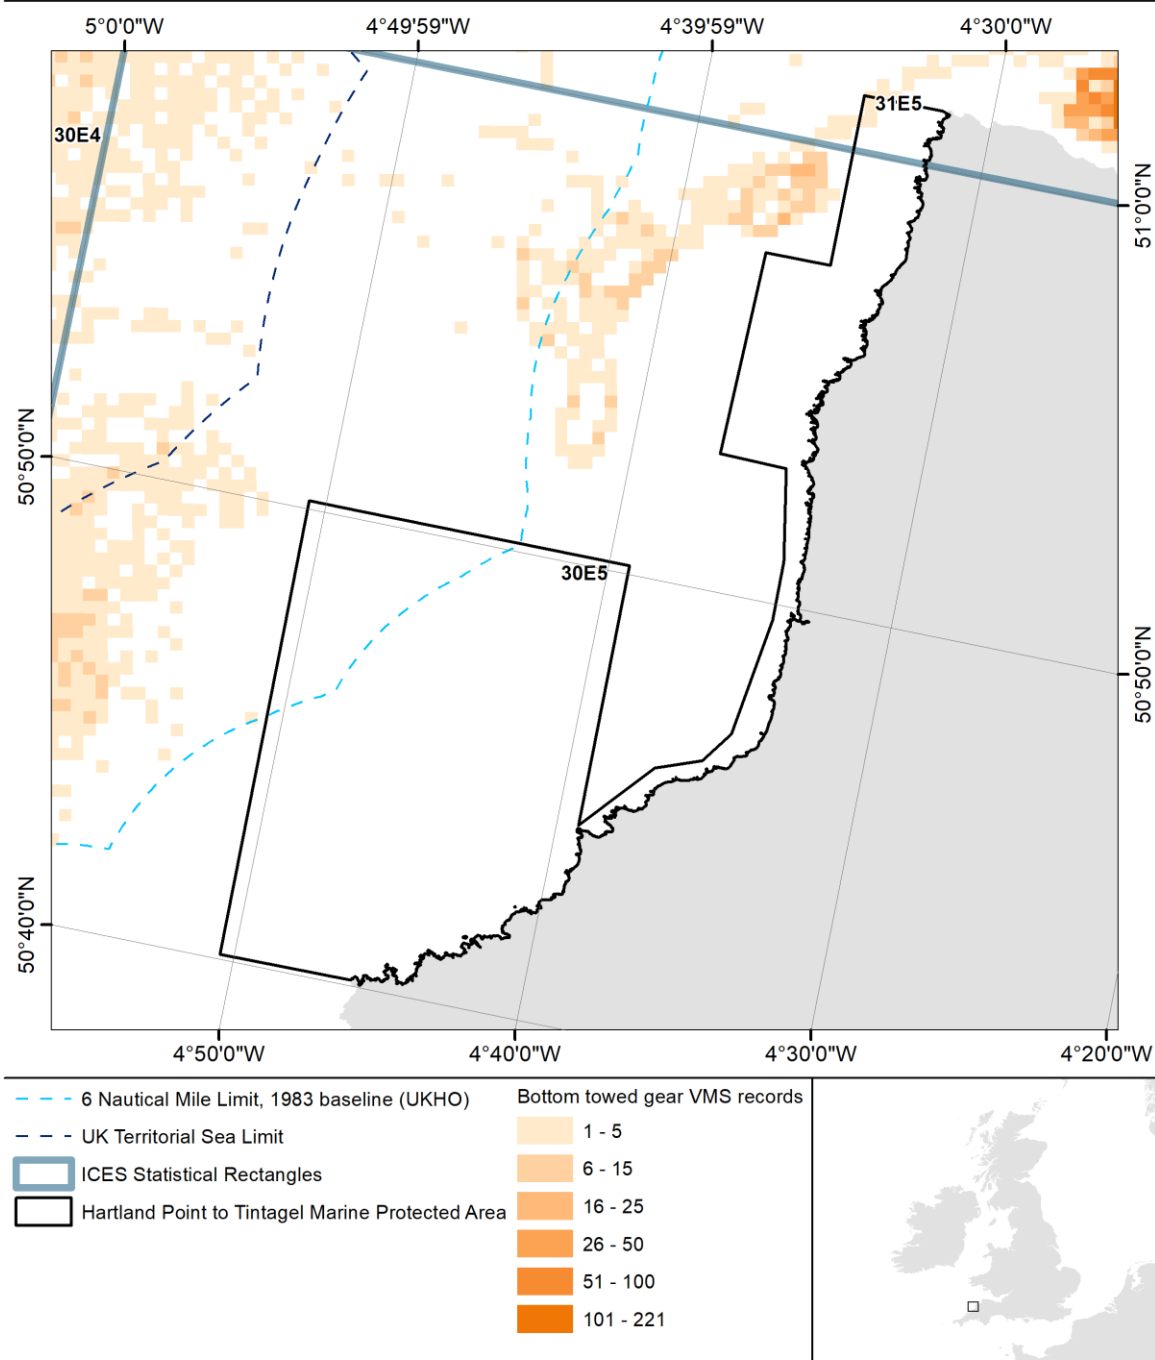 5°0'0"W 4°49'59"W 4°39'59"W 4°30'0"W
31E5
30E4
51°0'0"N
50°50'0"N
30E5
50°50'0"N
50°40'0"N
4°50'0"W 4°40'0"W 4°30'0"W 4°20'0"W
6 Nautical Mile Limit, 1983 baseline (UKHO)
UK Territorial Sea Limit
ICES Statistical Rectangles
Hartland Point to Tintagel Marine Protected Area
Bottom towed gear VMS records
1 - 5
6 - 15
16 - 25
26 - 50
51 - 100
101 - 221